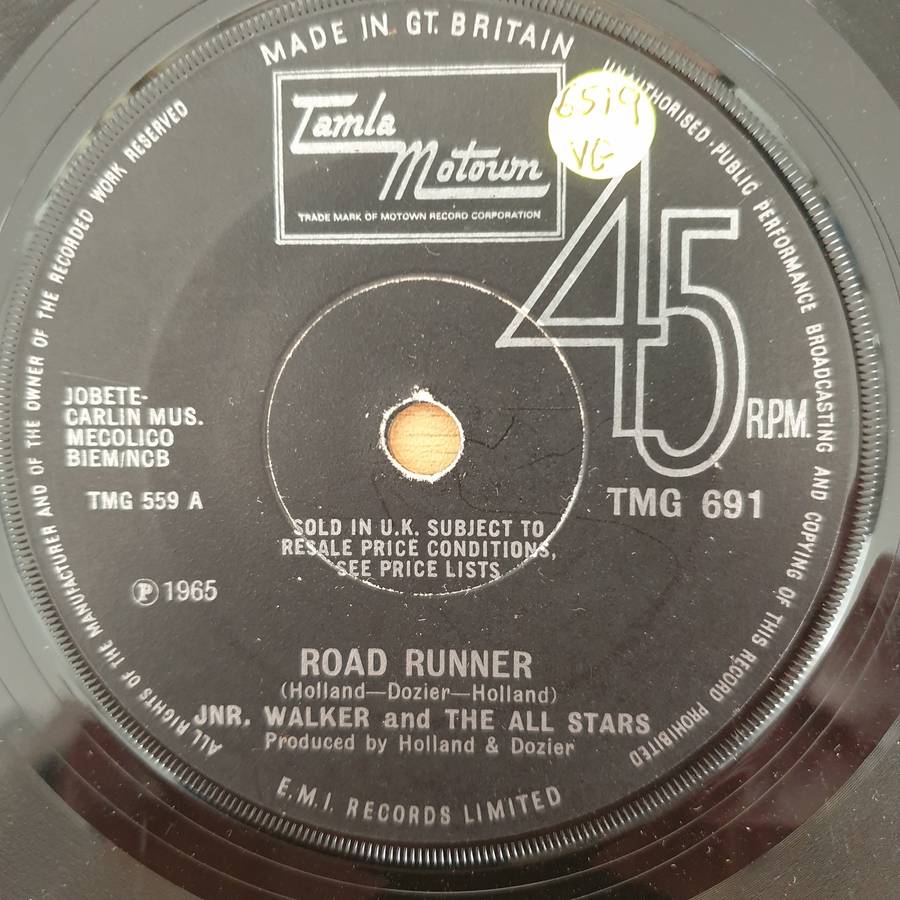 MADE IN GT. BRITAIN
Tamla
Motown
TRADE MARK OF MOTOWN RECORD CORPORATION
6519
VG
45
R.P.M.
TMG 691
JOBETE-
CARLIN MUS.
MECOLICO
BIEM/NCB
TMG 559 A
Ⓟ 1965
SOLD IN U.K. SUBJECT TO
RESALE PRICE CONDITIONS,
SEE PRICE LISTS
ROAD RUNNER
(Holland—Dozier—Holland)
JNR. WALKER and THE ALL STARS
Produced by Holland & Dozier
E.M.I. RECORDS LIMITED
ALL RIGHTS OF THE MANUFACTURER AND OF THE OWNER OF THE RECORDED WORK RESERVED
UNAUTHORISED PUBLIC PERFORMANCE BROADCASTING AND COPYING OF THIS RECORD PROHIBITED